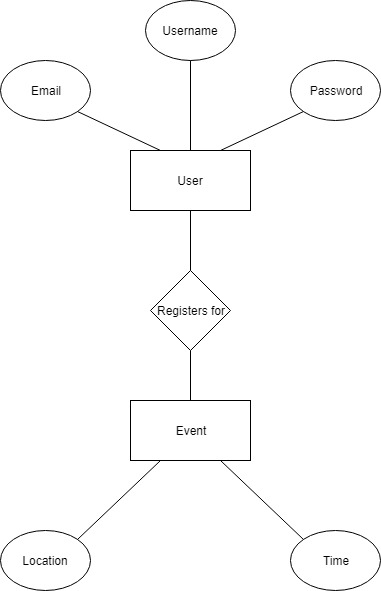 Username
Email
Password
User
Registers for
Event
Location
Time